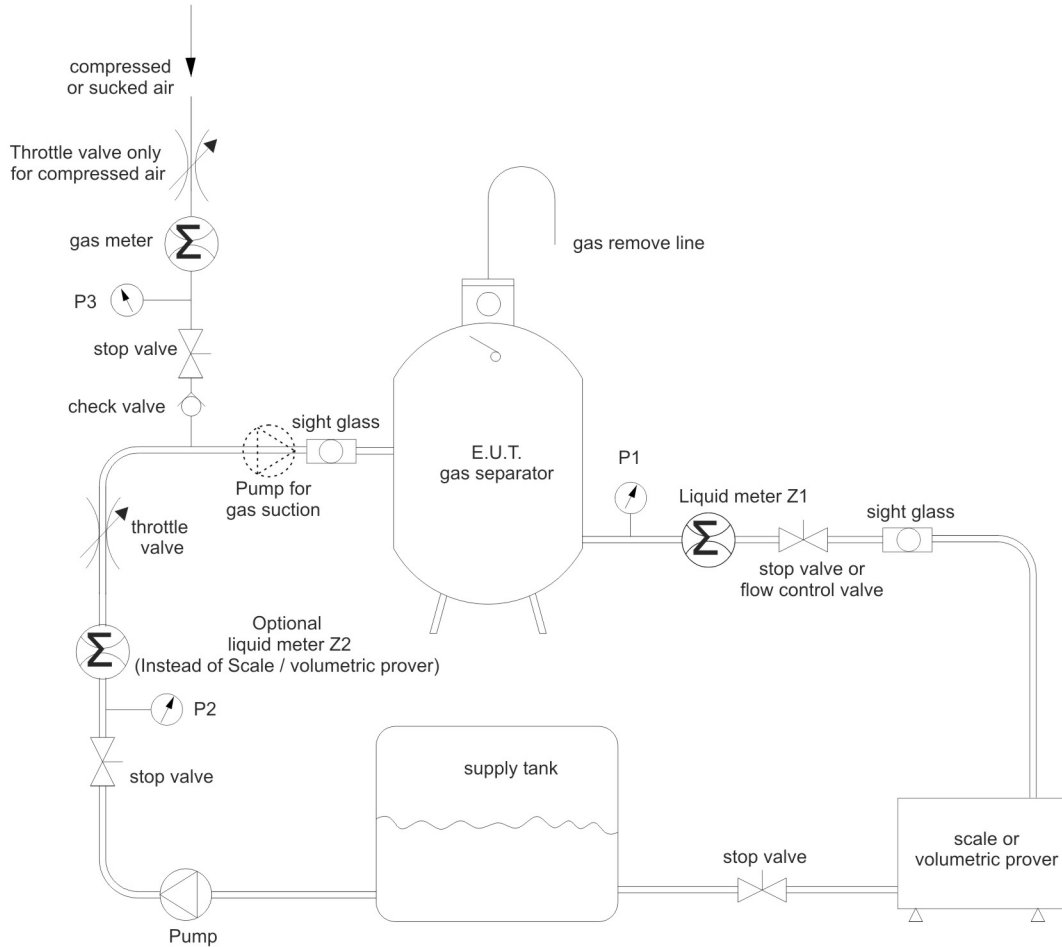 compressed
or sucked air
Throttle valve only
for compressed air
gas meter
Σ
P3
stop valve
check valve
gas remove line
sight glass
Pump for
gas suction
E.U.T.
gas separator
P1
Liquid meter Z1
Σ
sight glass
stop valve or
flow control valve
throttle
valve
Optional
liquid meter Z2
(Instead of Scale / volumetric prover)
Σ
P2
stop valve
supply tank
stop valve
scale or
volumetric prover
Pump